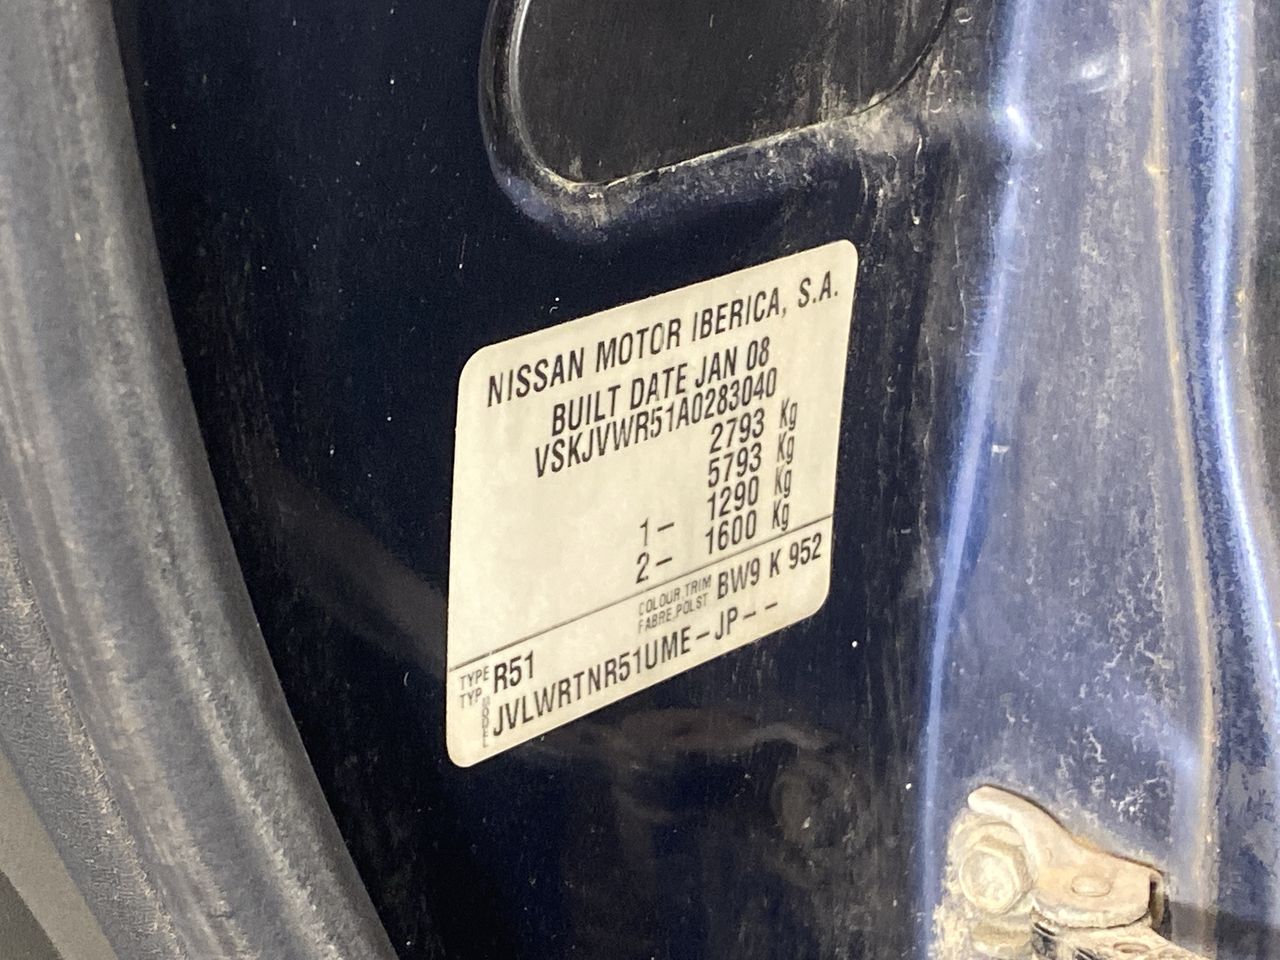 NISSAN MOTOR IBERICA, S.A.
BUILT DATE JAN 08
VSKJVWR51A0283040
2793 Kg
5793 Kg
1- 1290 Kg
2- 1600 Kg
COLOUR,TRIM BW9 K 952
FABRE,POLST
TYPE R51
TYP.
MODEL JVLWRTNR51UME-JP--